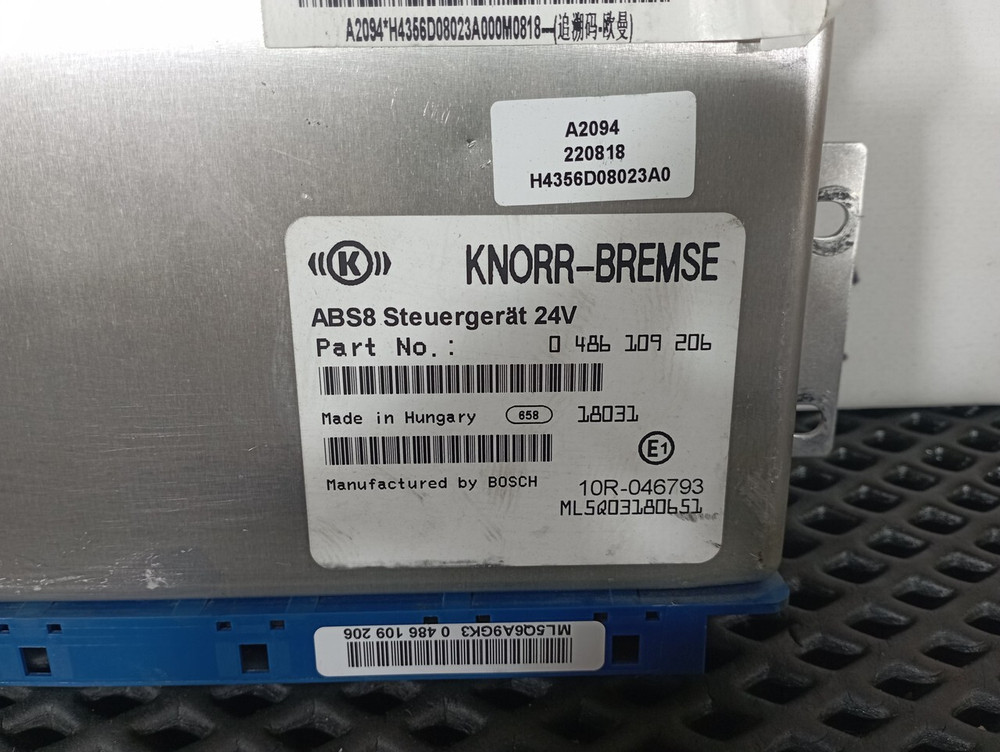 A2094*H4356D08023A000M0818--(追溯码-欧曼)
A2094
220818
H4356D08023A0
((K)) KNORR-BREMSE
ABS8 Steuergerät 24V
Part No.: 0 486 109 206
Made in Hungary 658 18031
E1
Manufactured by BOSCH 10R-046793
ML5Q03180651
ML5Q6A9GK3 0 486 109 206